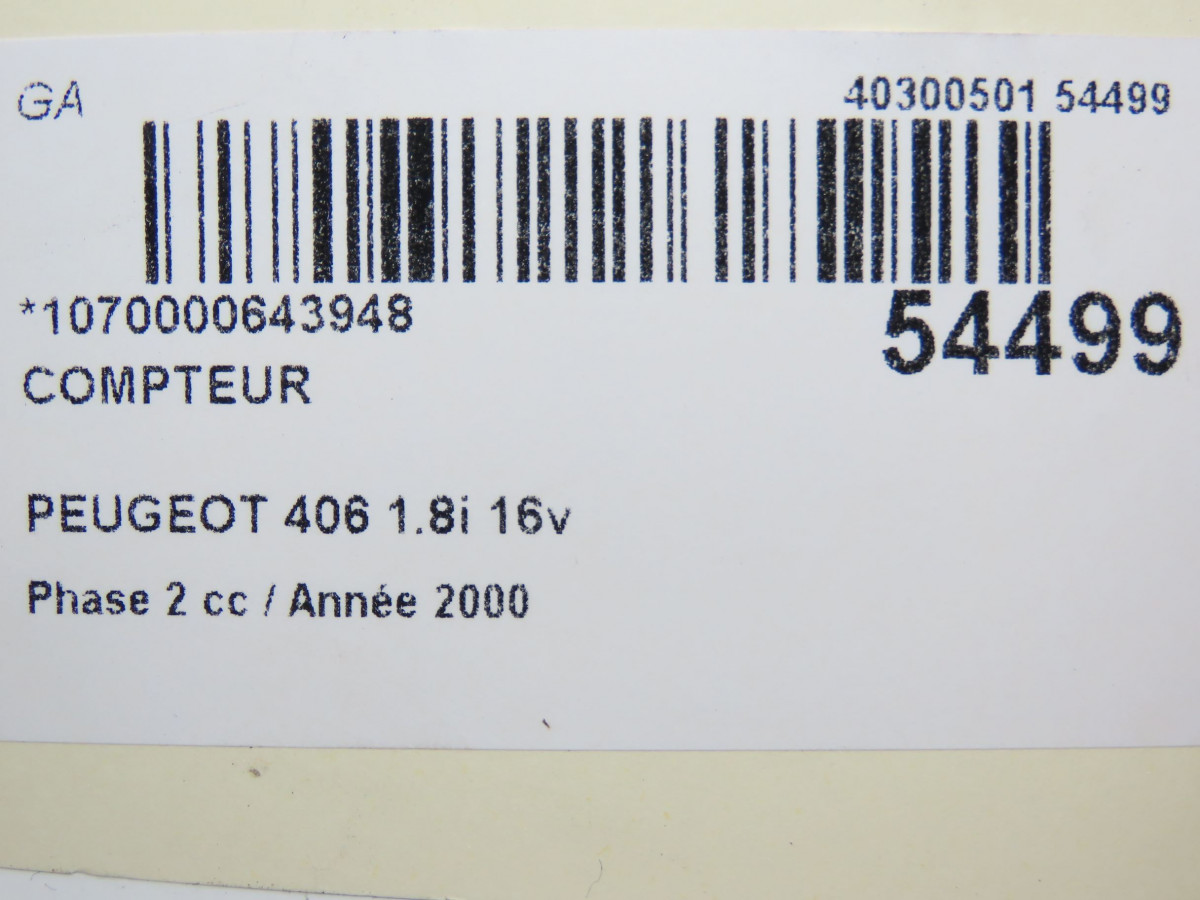 GA 40300501 54499
*1070000643948
54499
COMPTEUR
PEUGEOT 406 1.8i 16v
Phase 2 cc / Année 2000